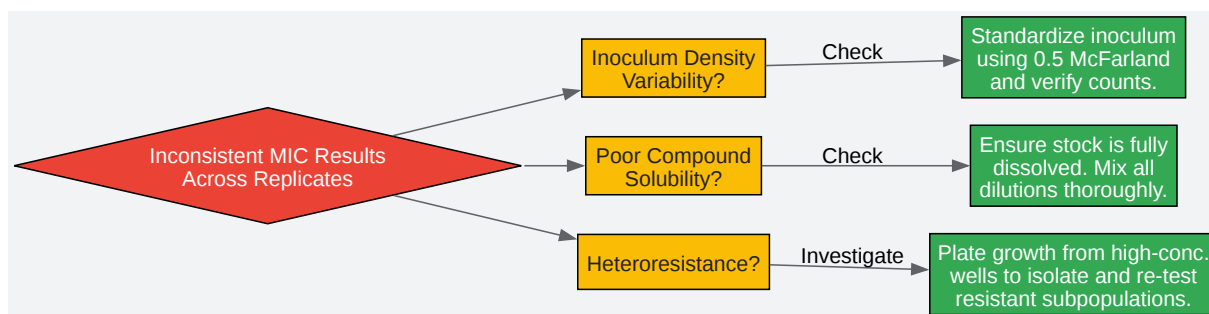 Inconsistent MIC Results
Across Replicates
Inoculum Density
Variability?
Check
Standardize inoculum
using 0.5 McFarland
and verify counts.
Poor Compound
Solubility?
Check
Ensure stock is fully
dissolved. Mix all
dilutions thoroughly.
Heteroresistance?
Investigate
Plate growth from high-conc.
wells to isolate and re-test
resistant subpopulations.